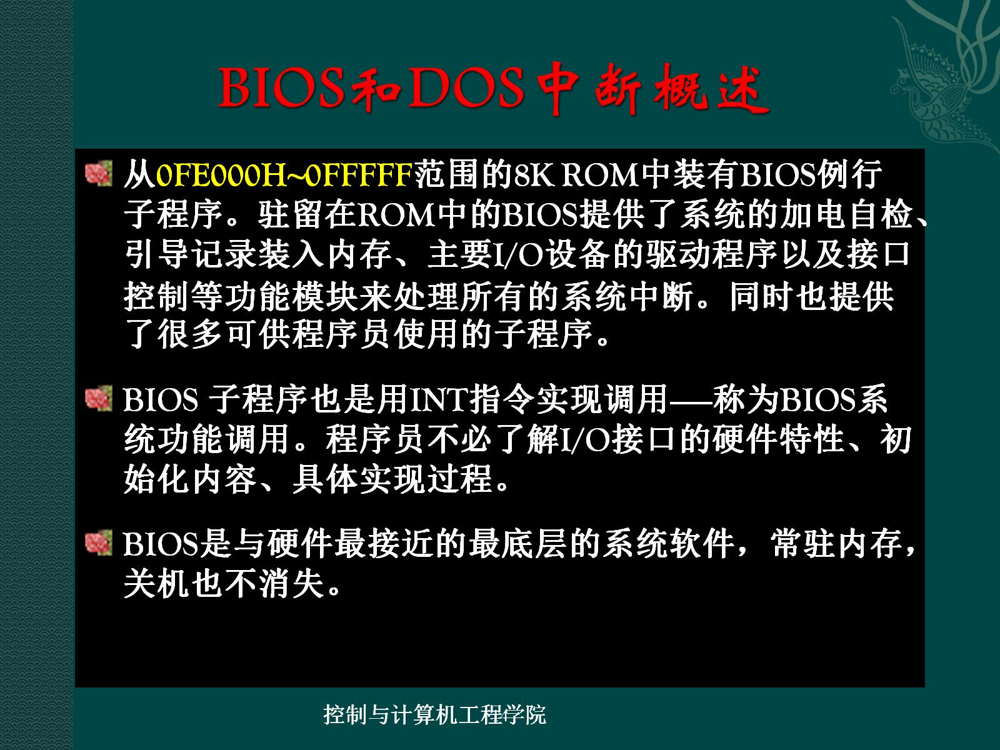 BIOS和DOS中断概述
从0FE000H~0FFFFF范围的8K ROM中装有BIOS例行
子程序。驻留在ROM中的BIOS提供了系统的加电自检、
引导记录装入内存、主要I/O设备的驱动程序以及接口
控制等功能模块来处理所有的系统中断。同时也提供
了很多可供程序员使用的子程序。
BIOS 子程序也是用INT指令实现调用——称为BIOS系
统功能调用。程序员不必了解I/O接口的硬件特性、初
始化内容、具体实现过程。
BIOS是与硬件最接近的最底层的系统软件，常驻内存，
关机也不消失。
控制与计算机工程学院